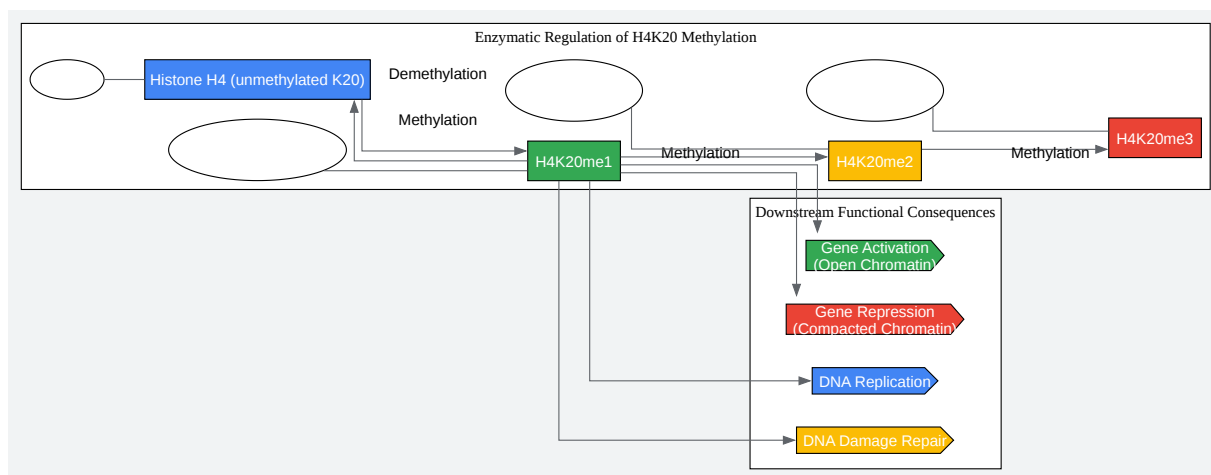 Enzymatic Regulation of H4K20 Methylation
Histone H4 (unmethylated K20)
Demethylation
Methylation
H4K20me1
Methylation
H4K20me2
Methylation
H4K20me3
Downstream Functional Consequences
Gene Activation
(Open Chromatin)
Gene Repression
(Compacted Chromatin)
DNA Replication
DNA Damage Repair